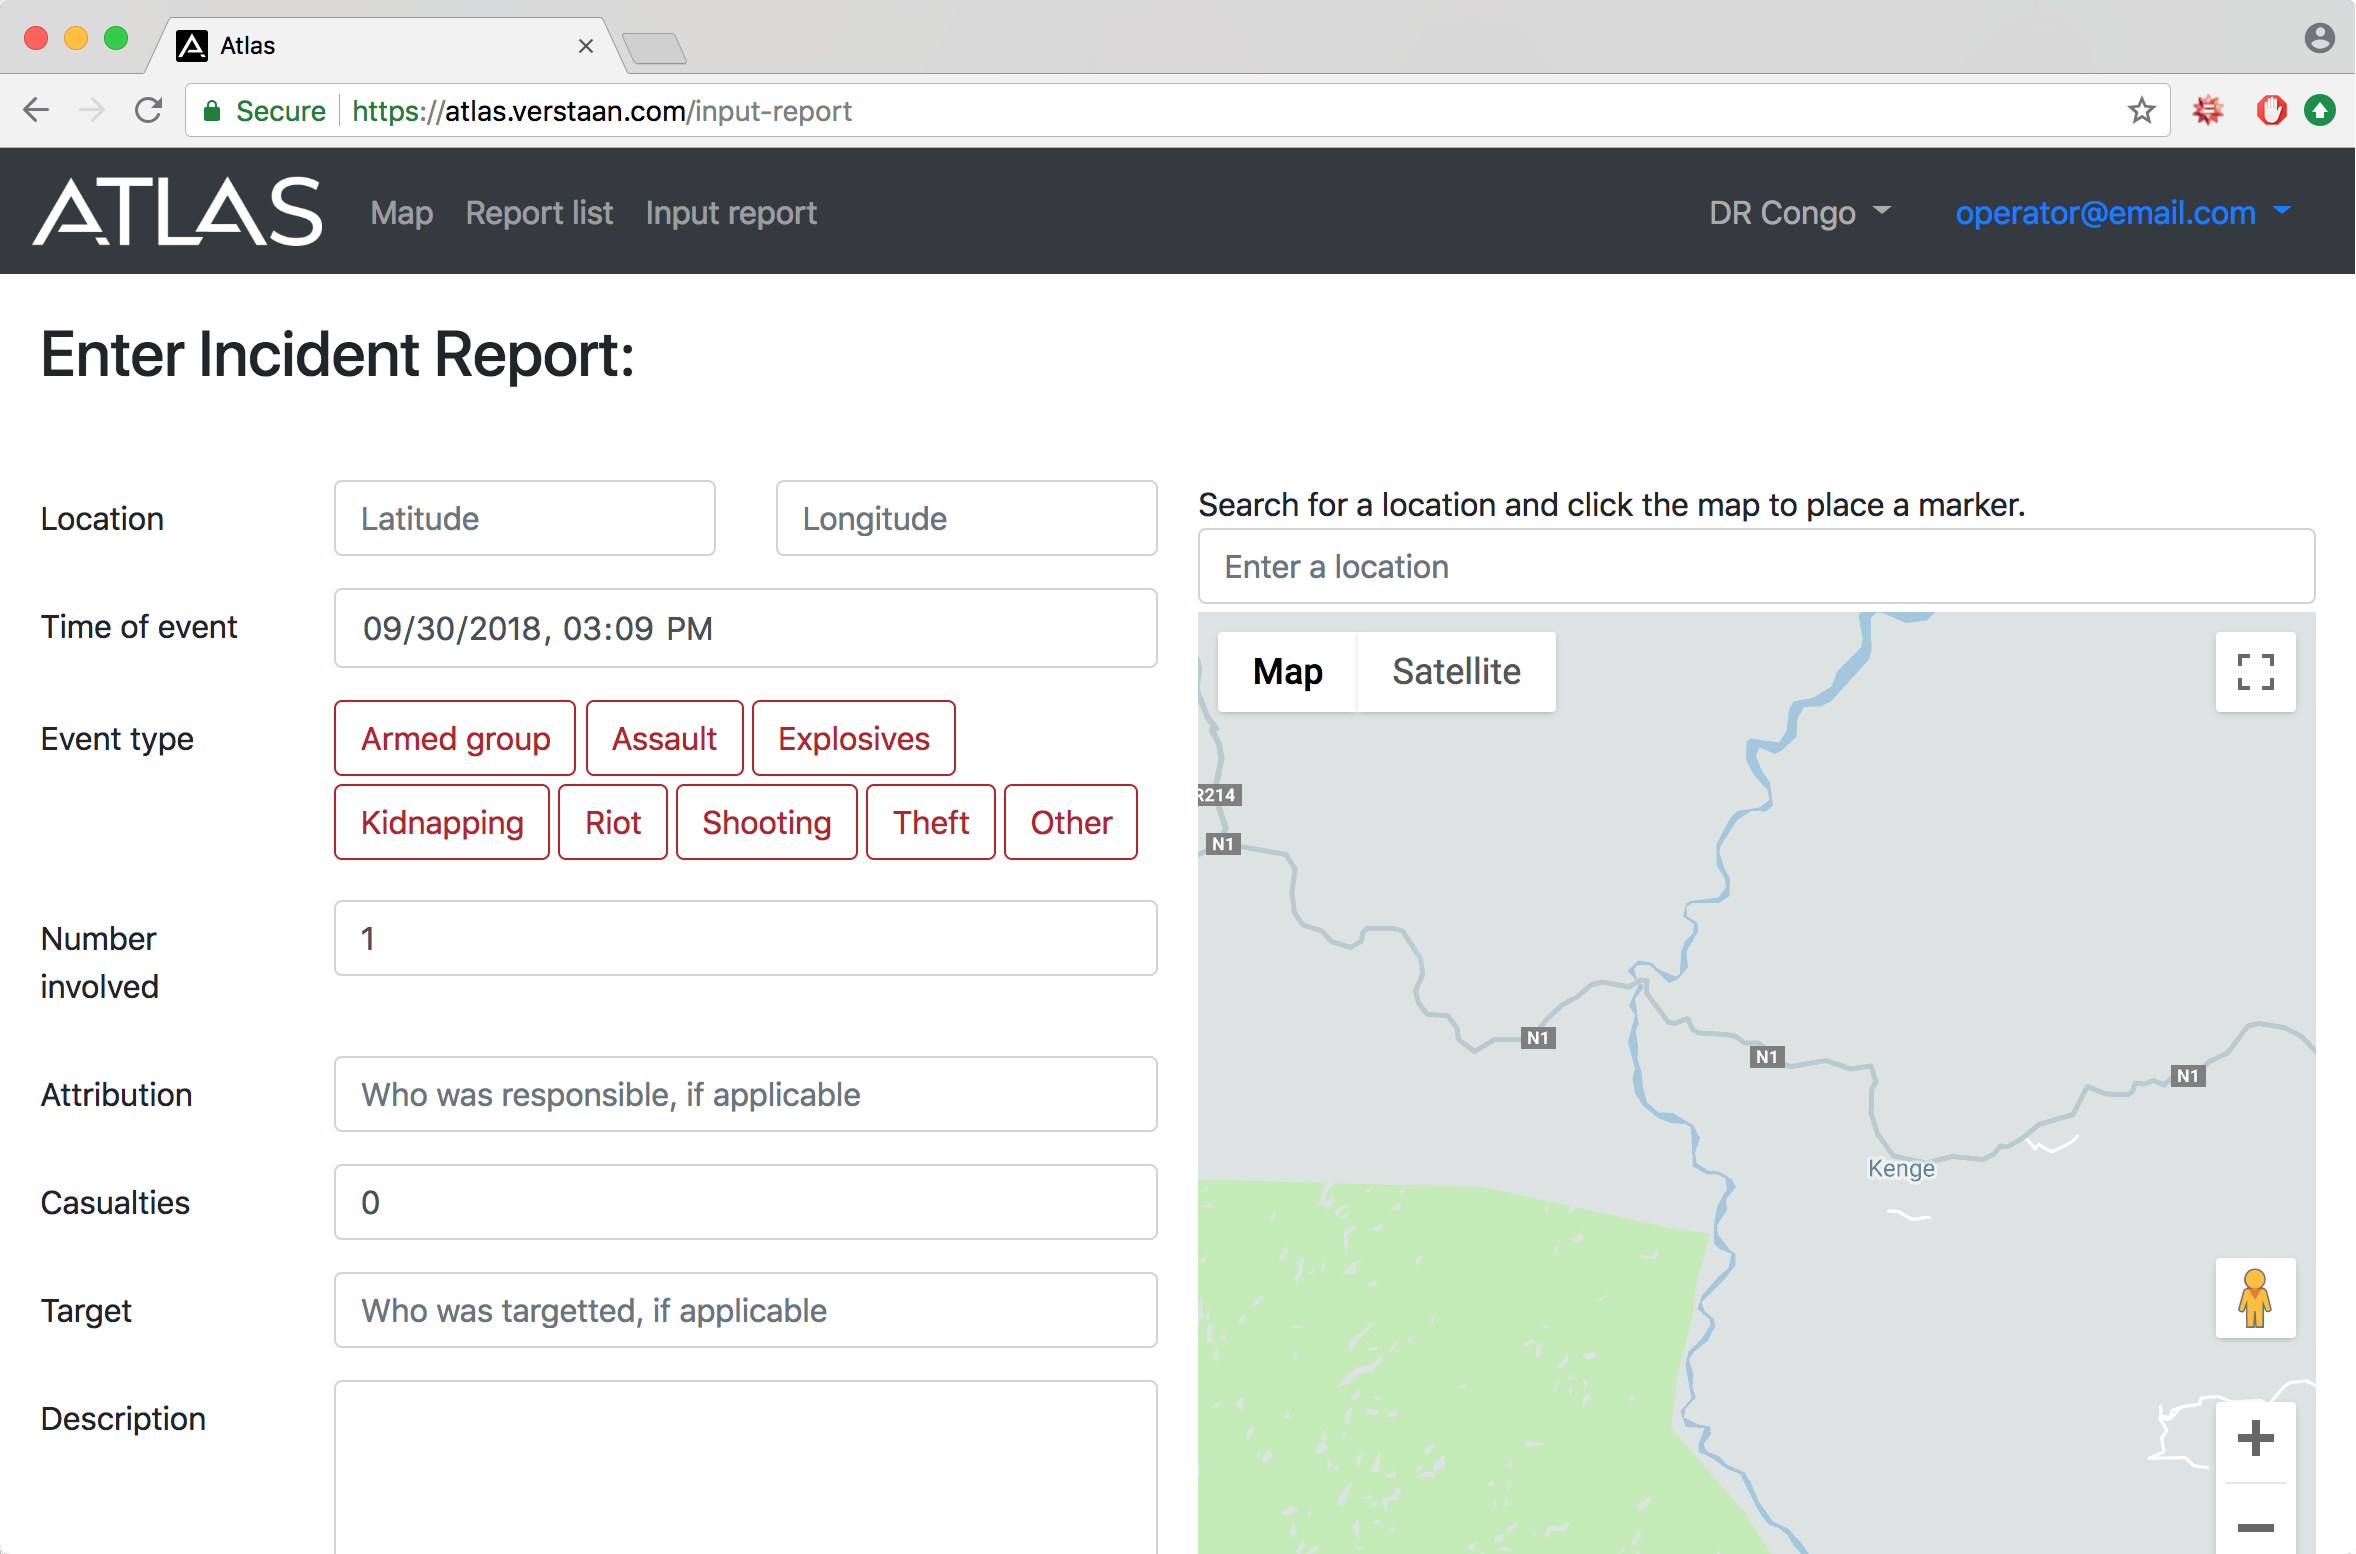 Atlas
Secure https://atlas.verstaan.com/input-report
ATLAS Map Report list Input report DR Congo operator@email.com
Enter Incident Report:
Location Latitude Longitude
Time of event 09/30/2018, 03:09 PM
Event type Armed group Assault Explosives
Kidnapping Riot Shooting Theft Other
Number
involved
1
Attribution Who was responsible, if applicable
Casualties 0
Target Who was targetted, if applicable
Description
Search for a location and click the map to place a marker.
Enter a location
Map Satellite
R214
N1
N1
N1
N1
Kenge